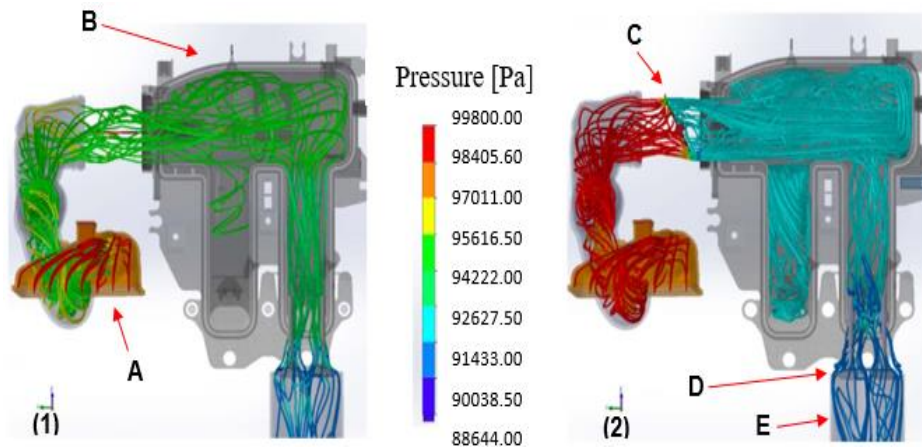 B
C
Pressure [Pa]
99800.00
98405.60
97011.00
95616.50
94222.00
92627.50
91433.00
90038.50
88644.00
A
D
E
(1)
(2)